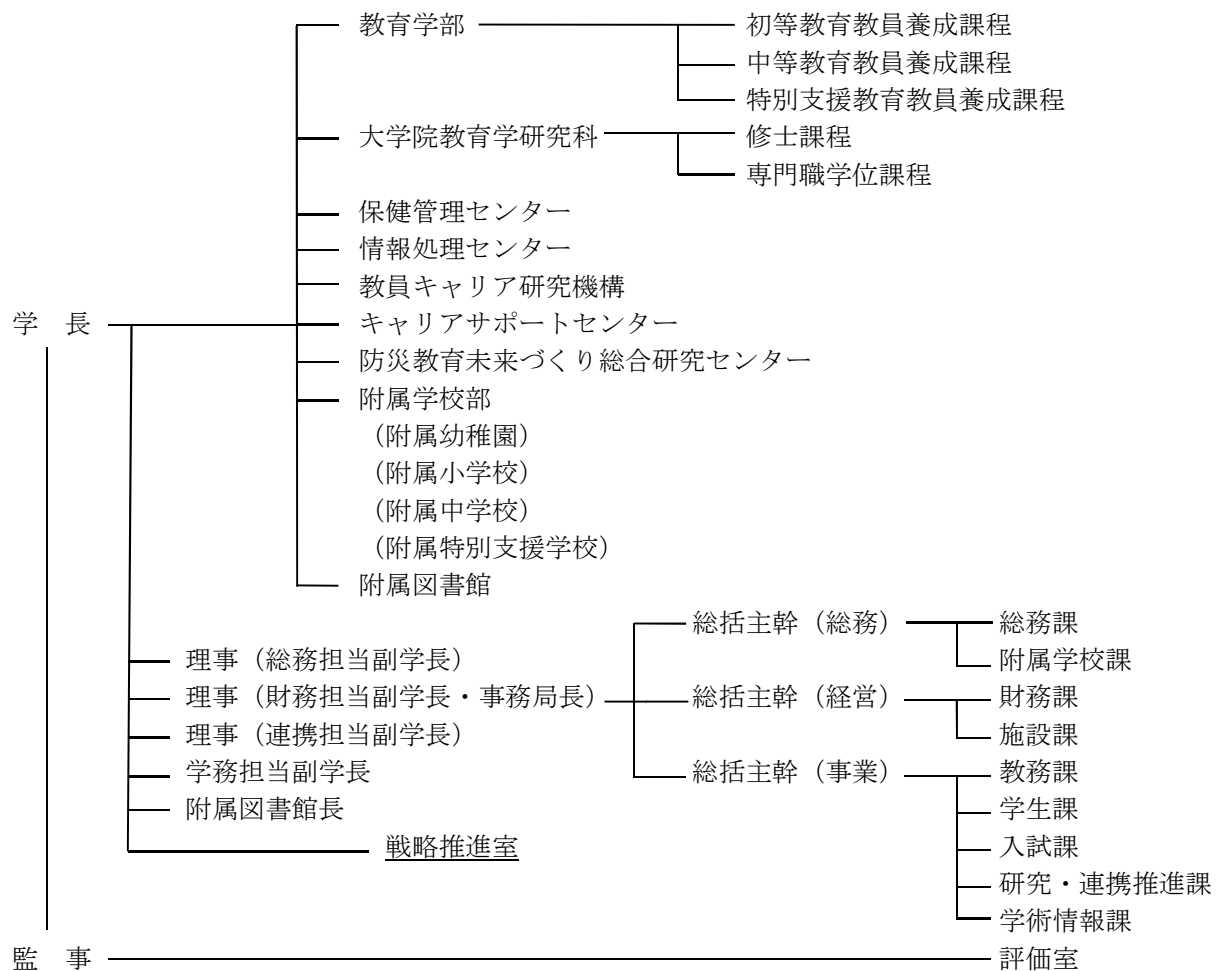 教育学部 初等教育教員養成課程
中等教育教員養成課程
特別支援教育教員養成課程
大学院教育学研究科 修士課程
専門職学位課程
保健管理センター
情報処理センター
教員キャリア研究機構
学　長 キャリアサポートセンター
防災教育未来づくり総合研究センター
附属学校部
（附属幼稚園）
（附属小学校）
（附属中学校）
（附属特別支援学校）
附属図書館
総括主幹（総務） 総務課
理事（総務担当副学長） 附属学校課
理事（財務担当副学長・事務局長） 総括主幹（経営） 財務課
理事（連携担当副学長） 施設課
学務担当副学長 総括主幹（事業） 教務課
附属図書館長 学生課
戦略推進室 入試課
研究・連携推進課
学術情報課
監　事 評価室